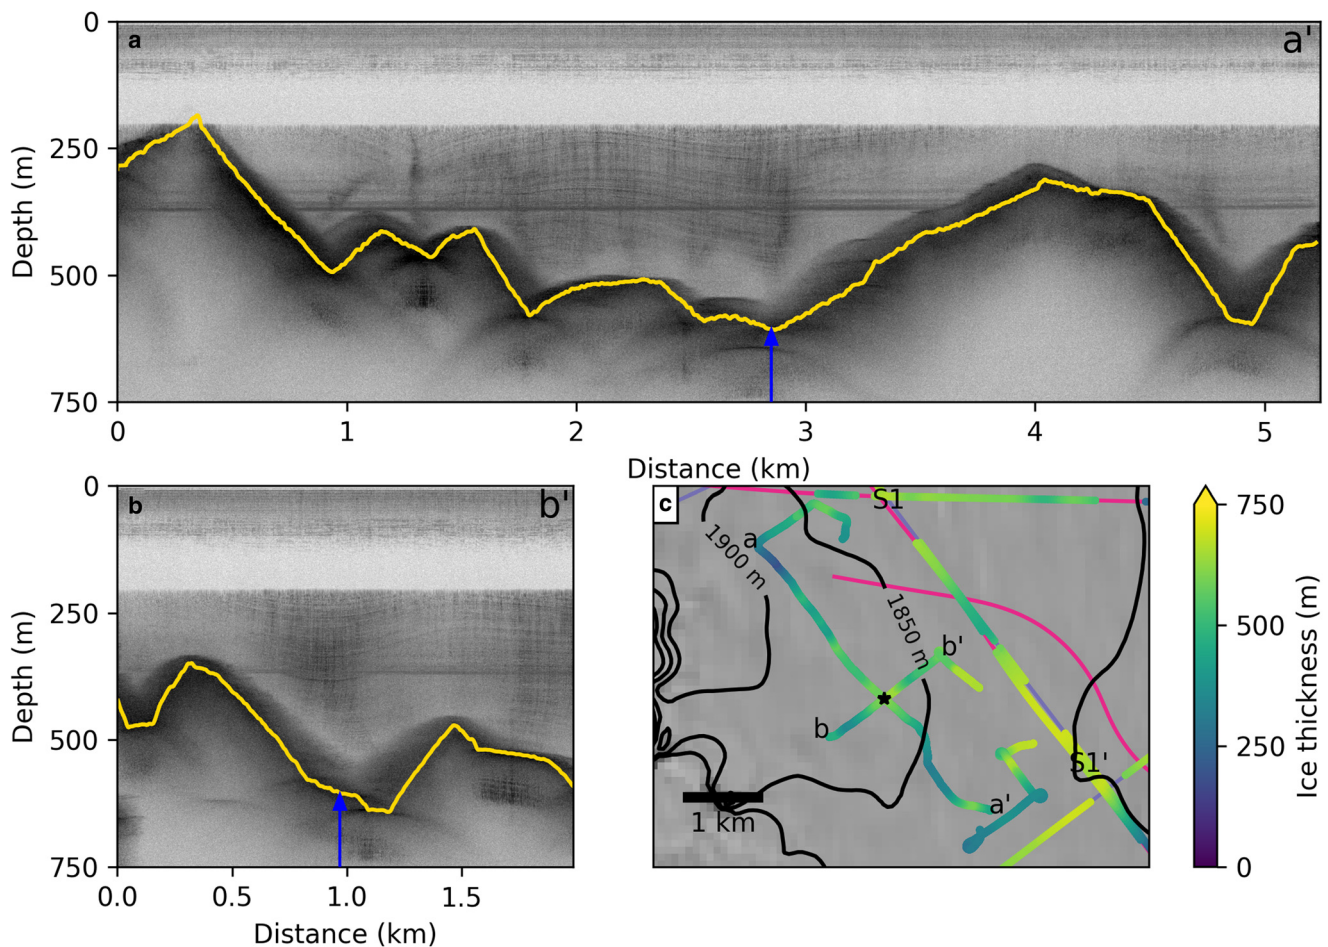 0
a
a'
250
500
750
Depth (m)
0
1
2
3
4
5
Distance (km)
0
b
b'
250
500
750
Depth (m)
0.0
0.5
1.0
1.5
Distance (km)
c
S1
a
1900 m
1850 m
b'
b
S1'
a'
1 km
750
500
250
0
Ice thickness (m)